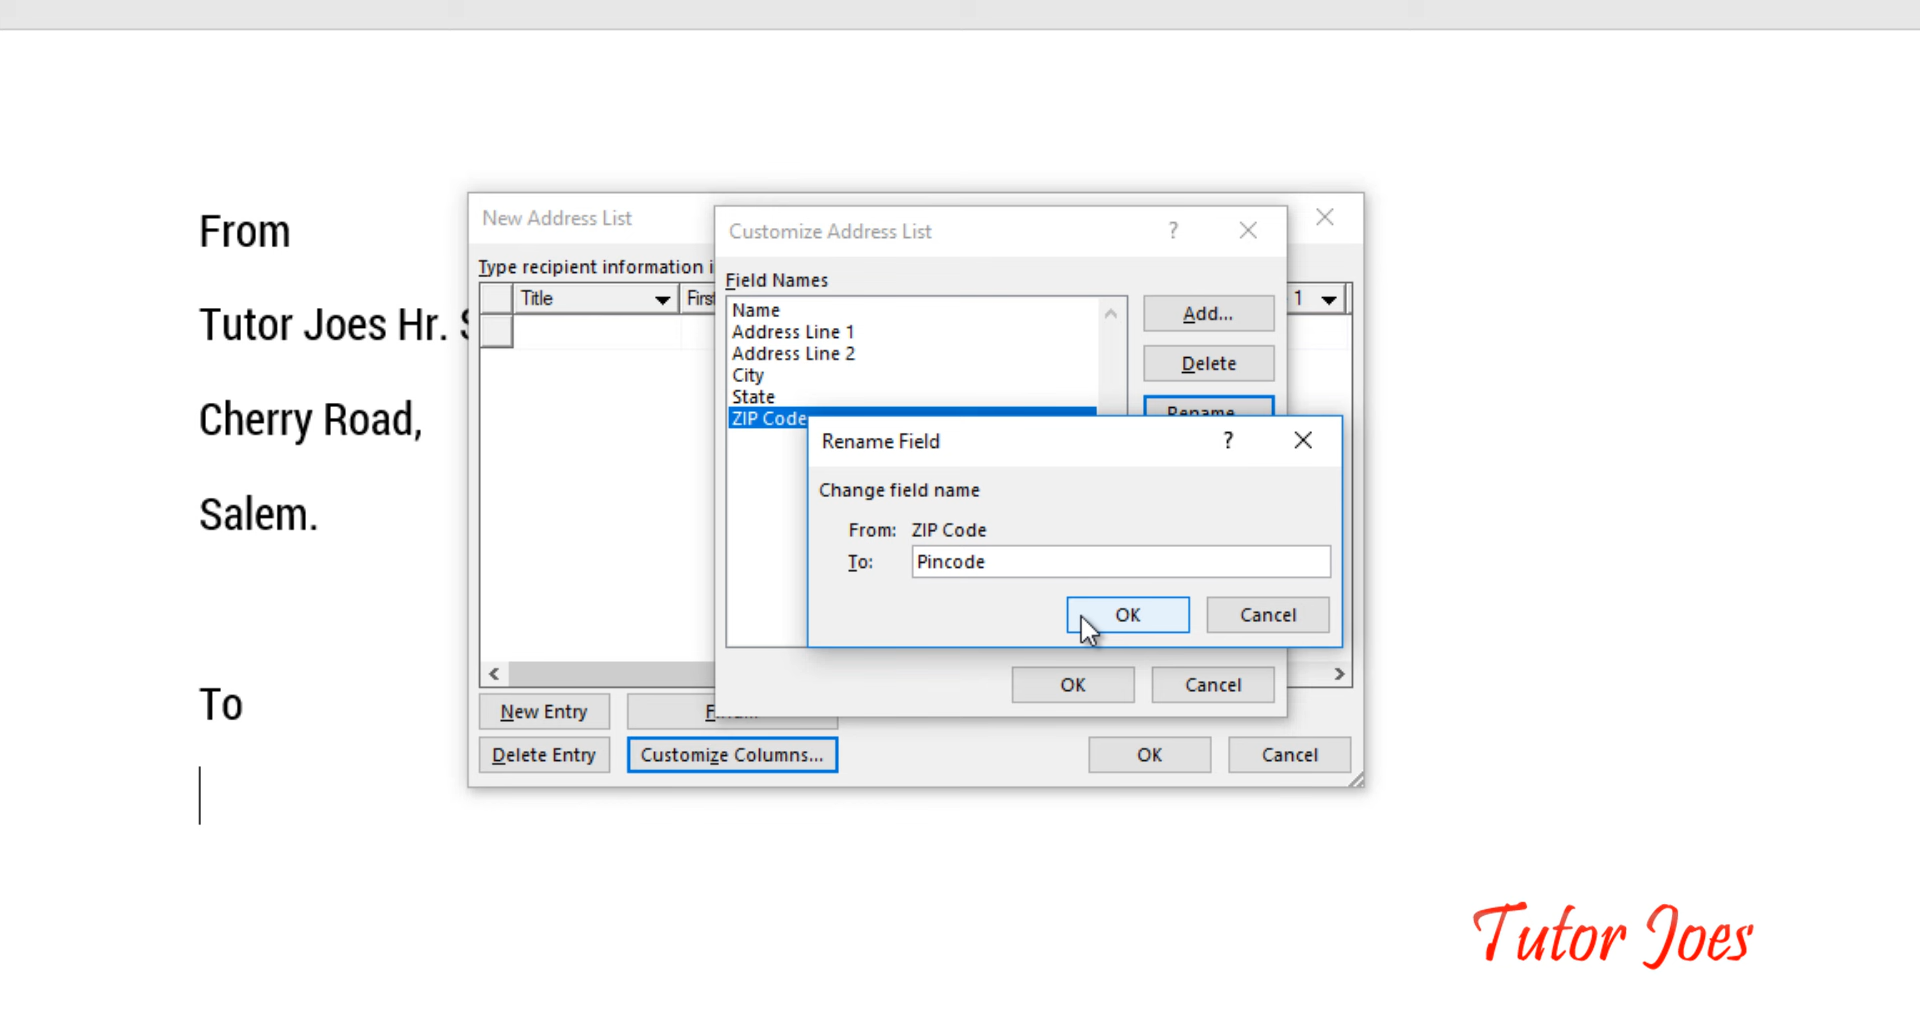 From
Tutor Joes Hr.
Cherry Road,
Salem.
To
New Address List
Type recipient information
Title
1
New Entry
Delete Entry
Customize Columns...
OK
Cancel
Customize Address List
?
Field Names
Name
Address Line 1
Address Line 2
City
State
ZIP Code
Add...
Delete
Rename...
OK
Cancel
Rename Field
?
Change field name
From: ZIP Code
To: Pincode
OK
Cancel
Tutor Joes